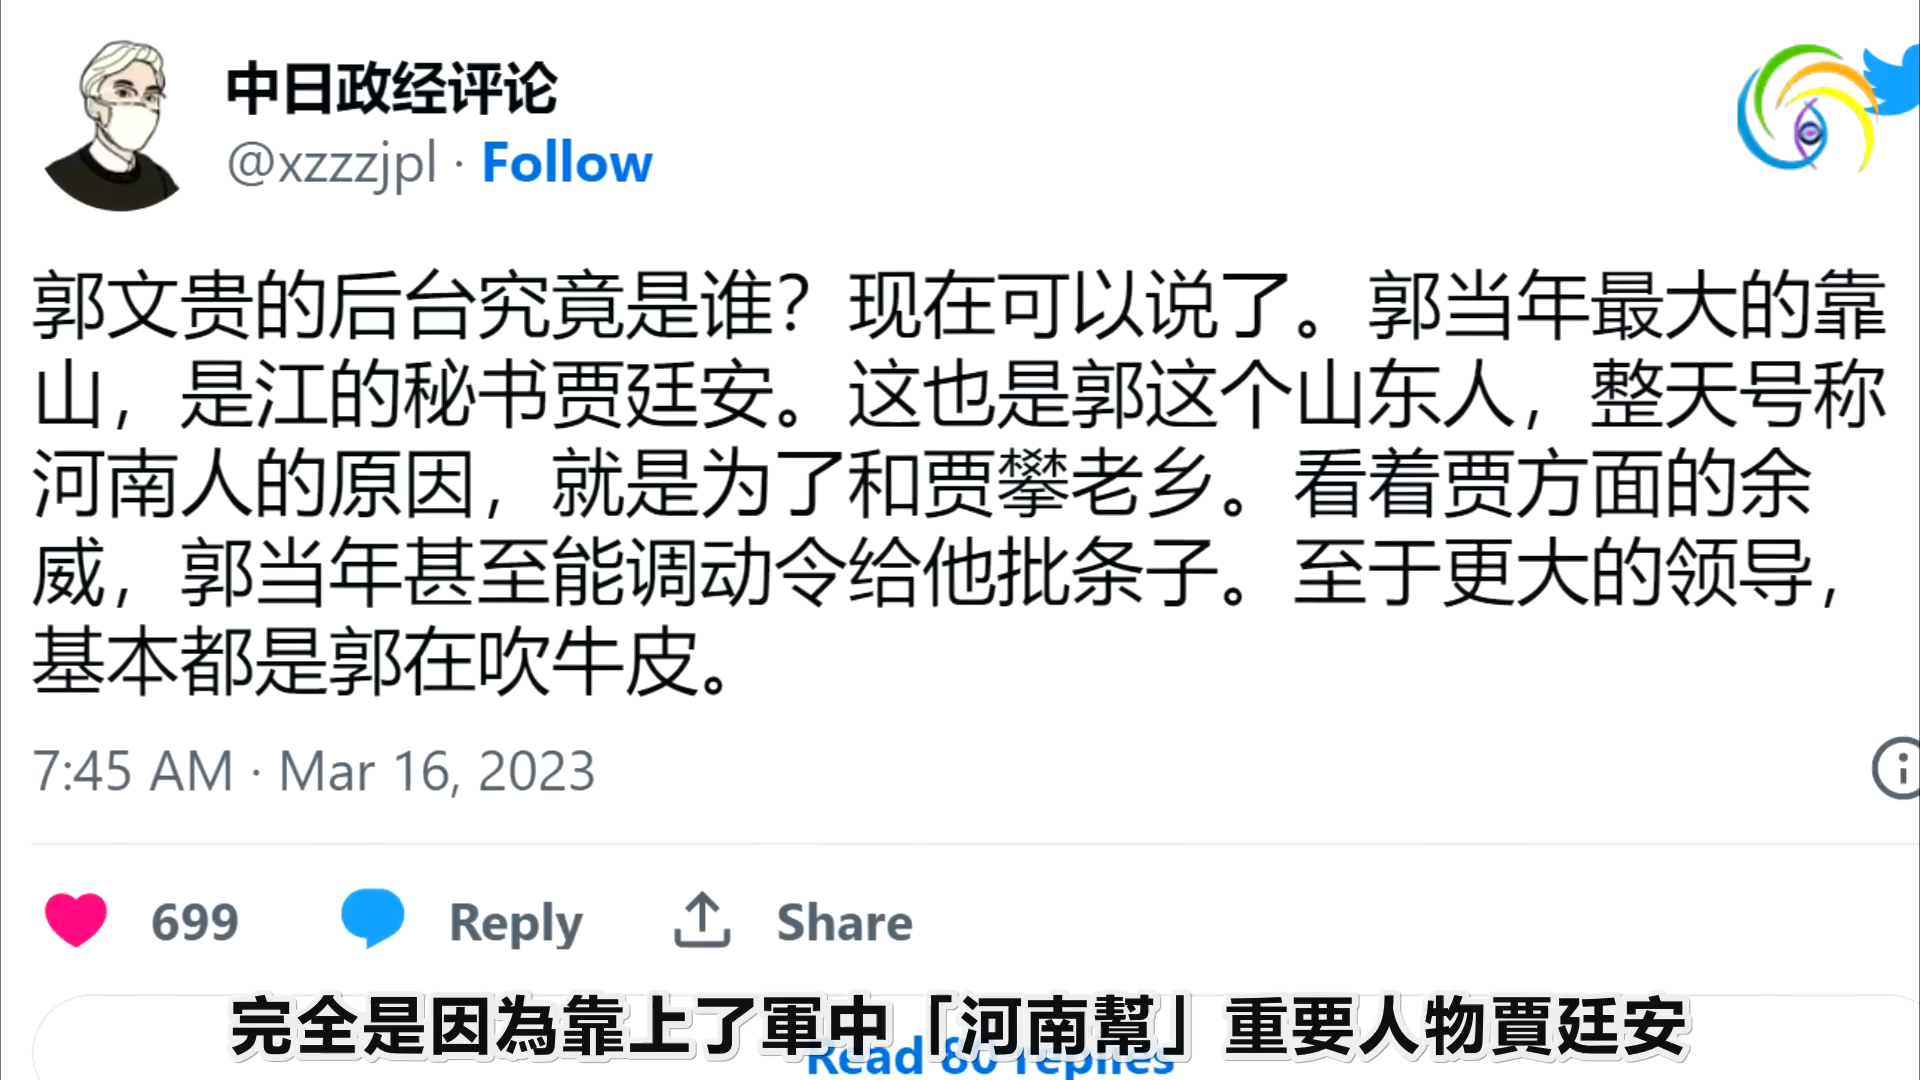 中日政经评论
@xzzzjpl · Follow
郭文贵的后台究竟是谁？现在可以说了。郭当年最大的靠
山，是江的秘书贾廷安。这也是郭这个山东人，整天号称
河南人的原因，就是为了和贾攀老乡。看着贾方面的余
威，郭当年甚至能调动令给他批条子。至于更大的领导，
基本都是郭在吹牛皮。
7:45 AM · Mar 16, 2023
699 Reply Share
完全是因為靠上了軍中「河南幫」重要人物賈廷安
Read 80 replies